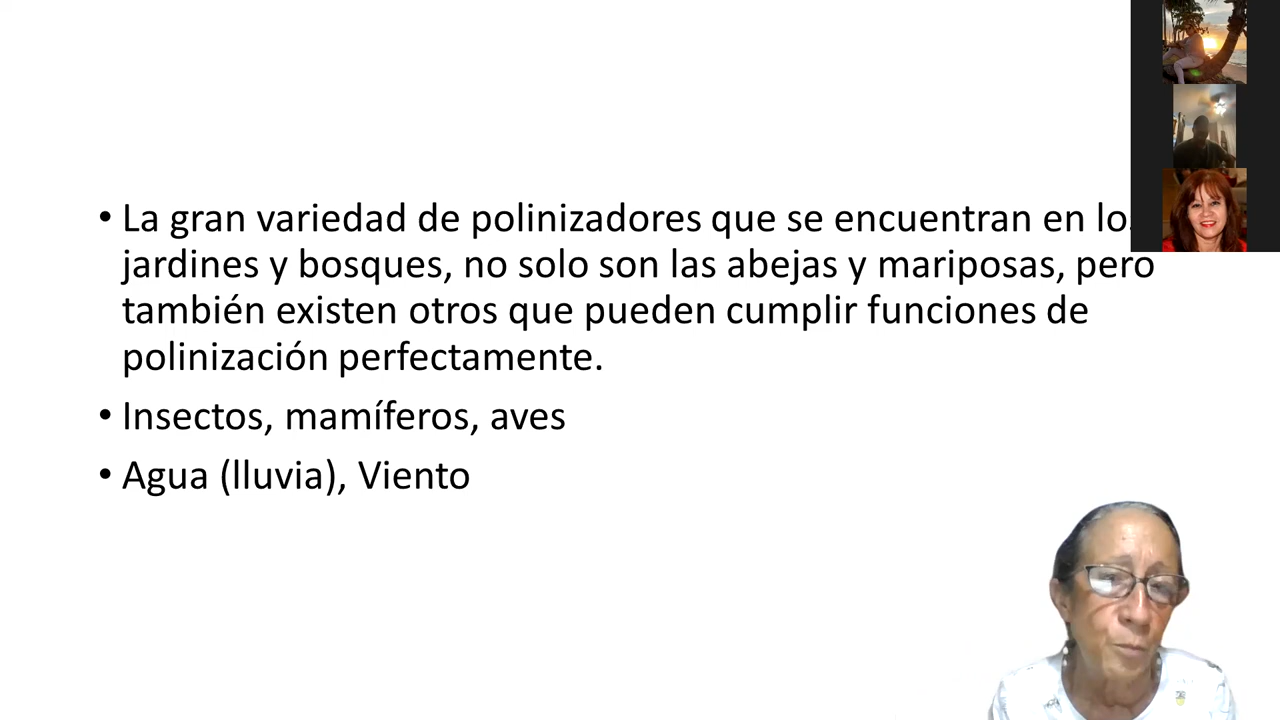 • La gran variedad de polinizadores que se encuentran en
jardines y bosques, no solo son las abejas y mariposas, pero
también existen otros que pueden cumplir funciones de
polinización perfectamente.
• Insectos, mamíferos, aves
• Agua (lluvia), Viento